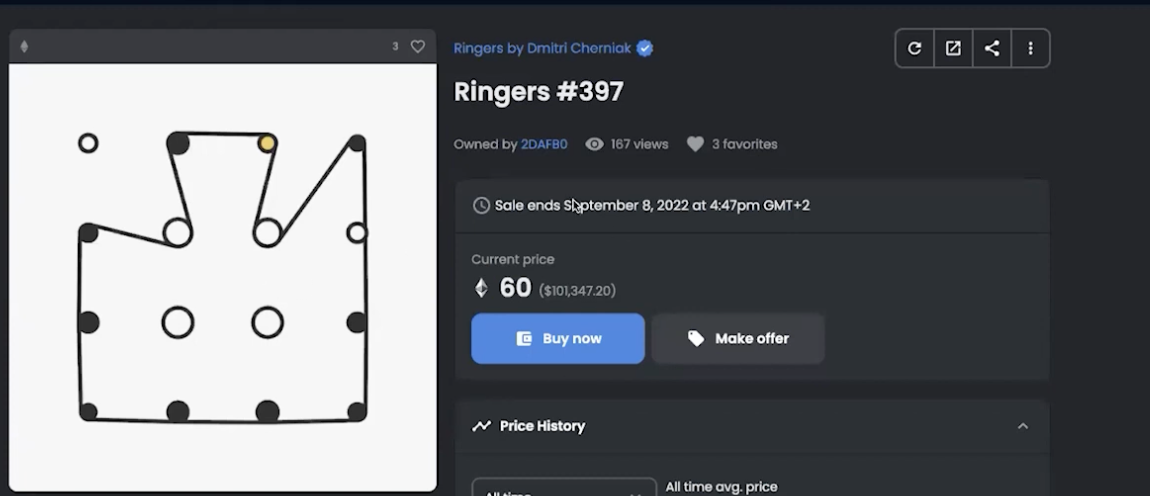 3
Ringers by Dmitri Cherniak
Ringers #397
Owned by 2DAFB0 167 views 3 favorites
Sale ends September 8, 2022 at 4:47pm GMT+2
Current price
60 ($101,347.20)
Buy now Make offer
Price History
All time All time avg. price